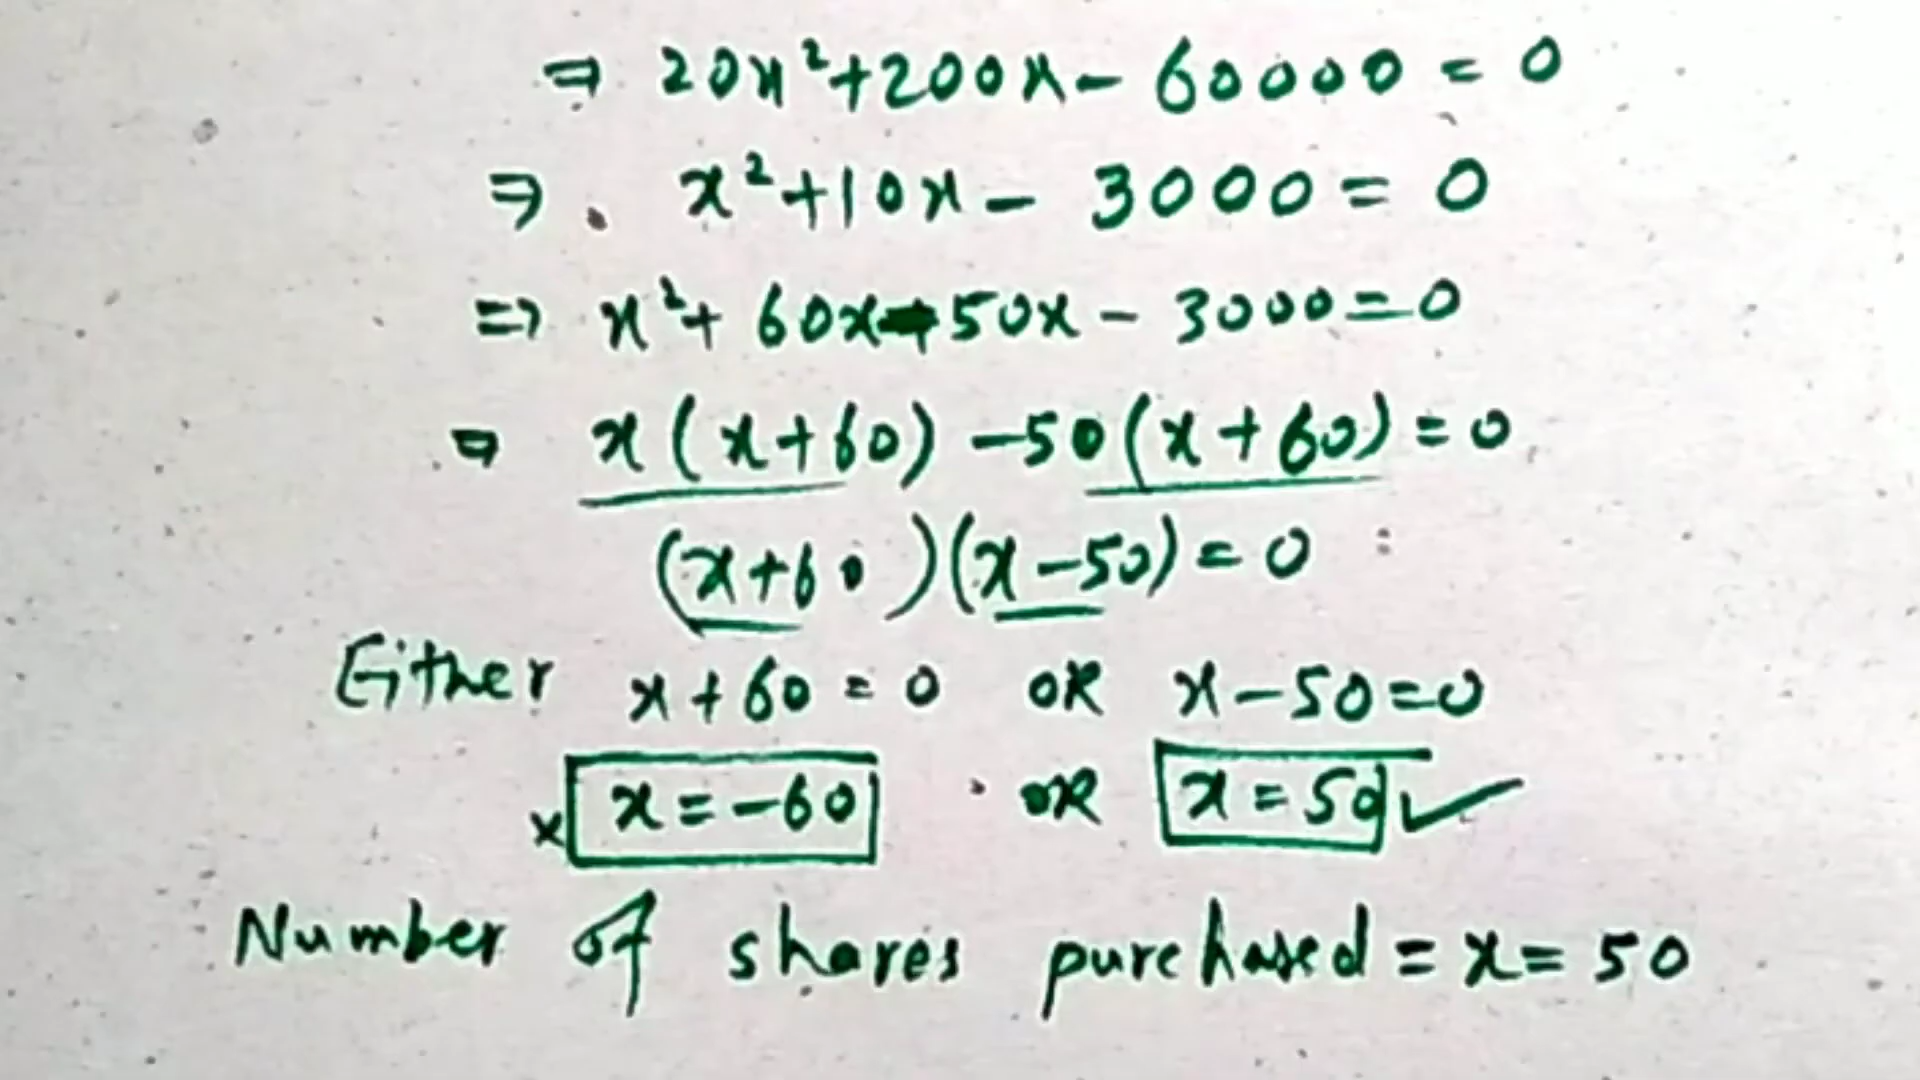 ⇒ 20x²+200x- 60000 = 0
⇒ x²+10x- 3000 = 0
⇒ x²+ 60x-50x- 3000=0
⇒ x(x+60) -50(x+60)=0
(x+60)(x-50)=0
Either x+60=0 OR x-50=0
x x=-60 OR x=50 ✓
Number of shares purchased = x= 50